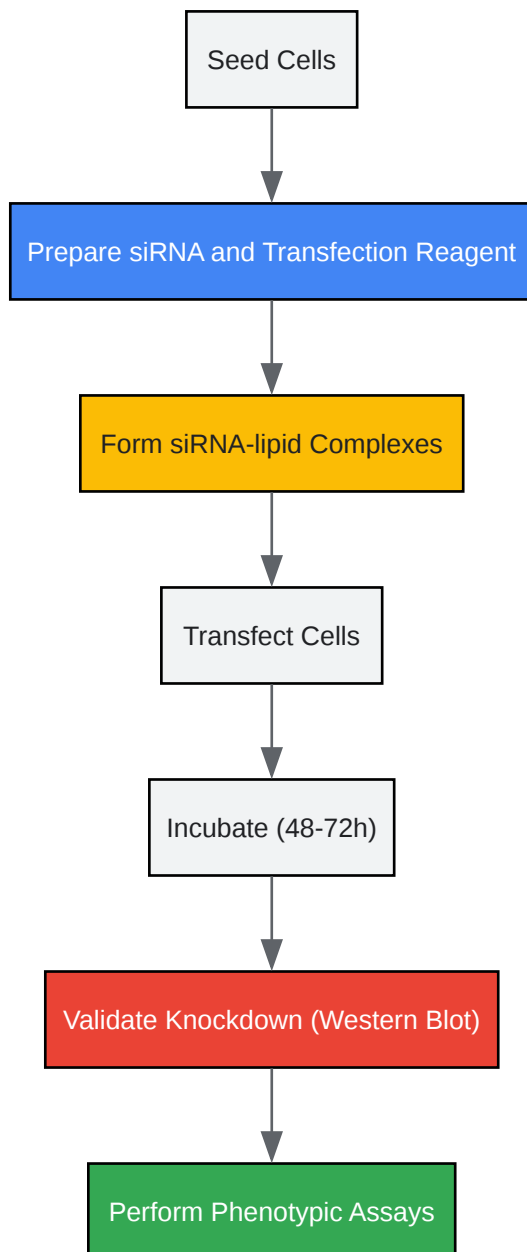 Seed Cells
Prepare siRNA and Transfection Reagent
Form siRNA-lipid Complexes
Transfect Cells
Incubate (48-72h)
Validate Knockdown (Western Blot)
Perform Phenotypic Assays